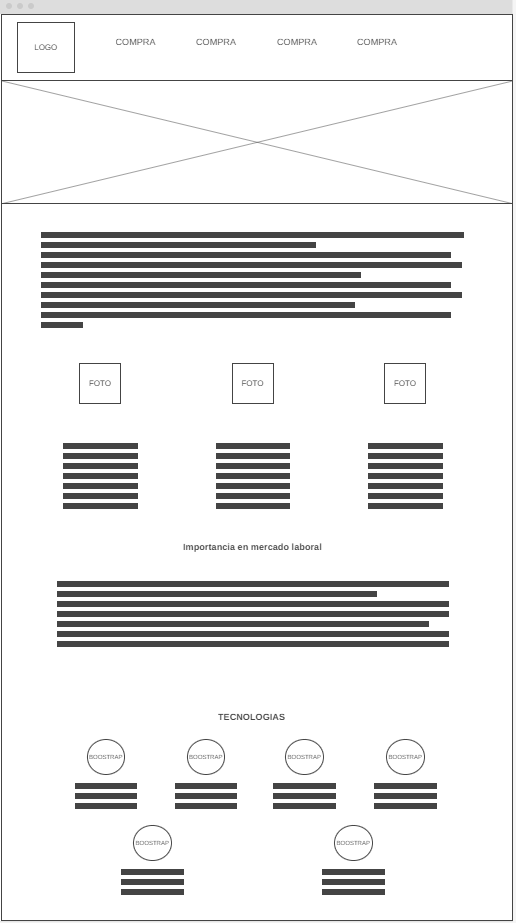 LOGO
COMPRA COMPRA COMPRA COMPRA
FOTO FOTO FOTO
Importancia en mercado laboral
TECNOLOGIAS
BOOSTRAP BOOSTRAP BOOSTRAP BOOSTRAP
BOOSTRAP BOOSTRAP